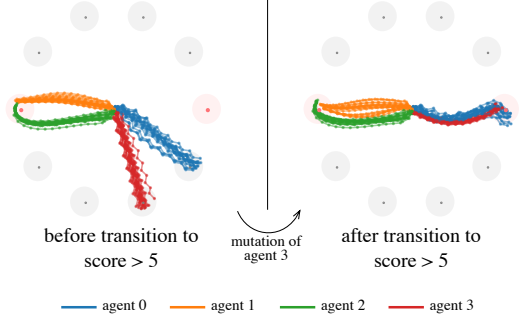 before transition to
score > 5
mutation of
agent 3
after transition to
score > 5
agent 0
agent 1
agent 2
agent 3